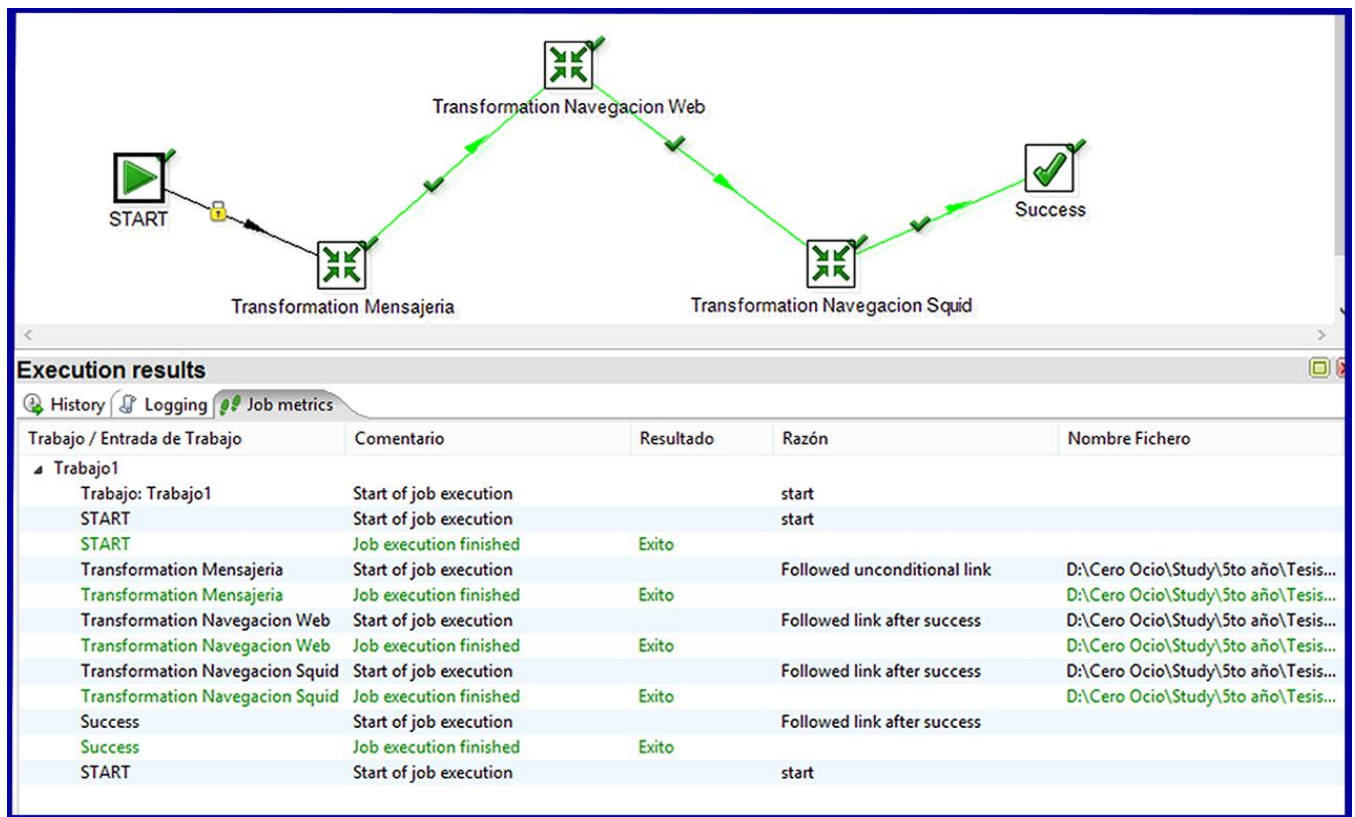 Transformation Navegacion Web
START
Success
Transformation Mensajeria
Transformation Navegacion Squid
Execution results
History Logging Job metrics
Trabajo / Entrada de Trabajo Comentario Resultado Razón Nombre Fichero
Trabajo1
Trabajo: Trabajo1 Start of job execution start
START Start of job execution start
START Job execution finished Exito
Transformation Mensajeria Start of job execution Followed unconditional link D:\Cero Ocio\Study\5to año\Tesis...
Transformation Mensajeria Job execution finished Exito D:\Cero Ocio\Study\5to año\Tesis...
Transformation Navegacion Web Start of job execution Followed link after success D:\Cero Ocio\Study\5to año\Tesis...
Transformation Navegacion Web Job execution finished Exito D:\Cero Ocio\Study\5to año\Tesis...
Transformation Navegacion Squid Start of job execution Followed link after success D:\Cero Ocio\Study\5to año\Tesis...
Transformation Navegacion Squid Job execution finished Exito D:\Cero Ocio\Study\5to año\Tesis...
Success Start of job execution Followed link after success
Success Job execution finished Exito
START Start of job execution start